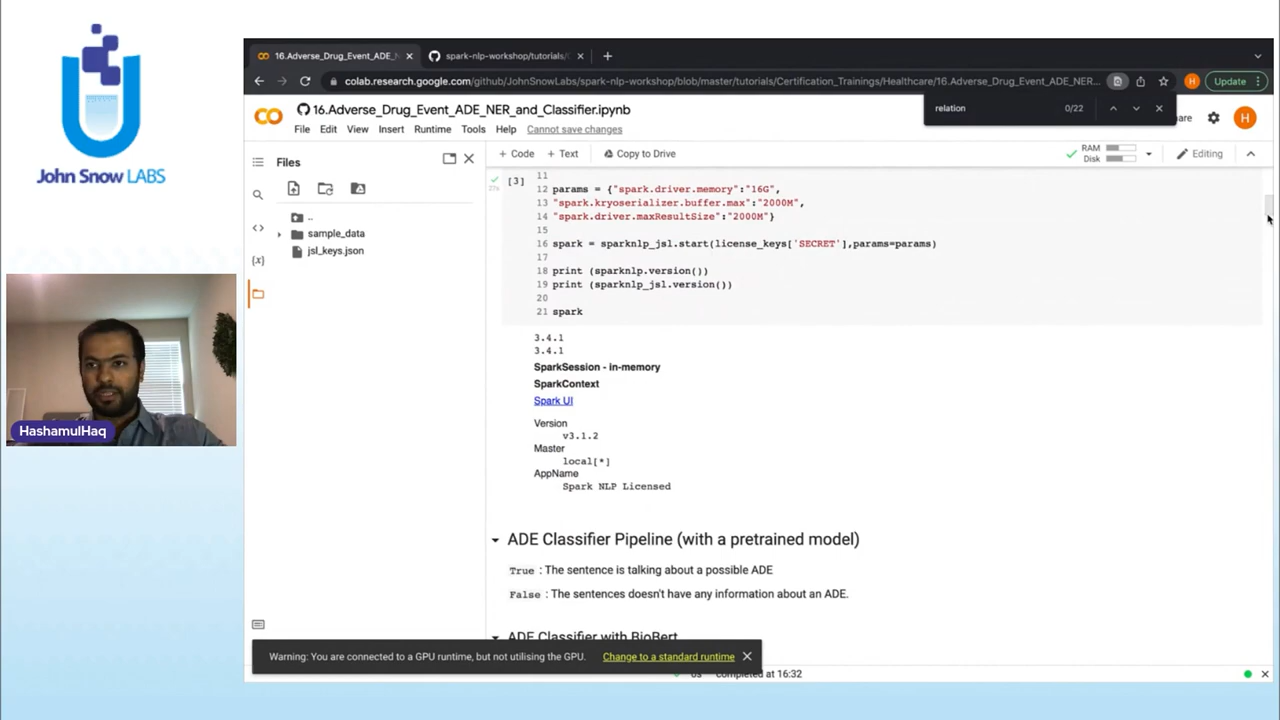 John Snow LABS
HashamulHaq
16.Adverse_Drug_Event_ADE_N
spark-nlp-workshop/tutorials/
colab.research.google.com/github/JohnSnowLabs/spark-nlp-workshop/blob/master/tutorials/Certification_Trainings/Healthcare/16.Adverse_Drug_Event_ADE_NER...
H
Update
16.Adverse_Drug_Event_ADE_NER_and_Classifier.ipynb
relation
0/22
are
H
File
Edit
View
Insert
Runtime
Tools
Help
Cannot save changes
Files
+ Code
+ Text
Copy to Drive
RAM
Disk
Editing
..
sample_data
jsl_keys.json
{x}
[3]
11
12 params = {"spark.driver.memory":"16G",
13 "spark.kryoserializer.buffer.max":"2000M",
14 "spark.driver.maxResultSize":"2000M"}
15
16 spark = sparknlp_jsl.start(license_keys['SECRET'],params=params)
17
18 print (sparknlp.version())
19 print (sparknlp_jsl.version())
20
21 spark
3.4.1
3.4.1
SparkSession - in-memory
SparkContext
Spark UI
Version
v3.1.2
Master
local[*]
AppName
Spark NLP Licensed
ADE Classifier Pipeline (with a pretrained model)
True : The sentence is talking about a possible ADE
False : The sentences doesn't have any information about an ADE.
ADE Classifier with BioBert
Warning: You are connected to a GPU runtime, but not utilising the GPU.
Change to a standard runtime
completed at 16:32